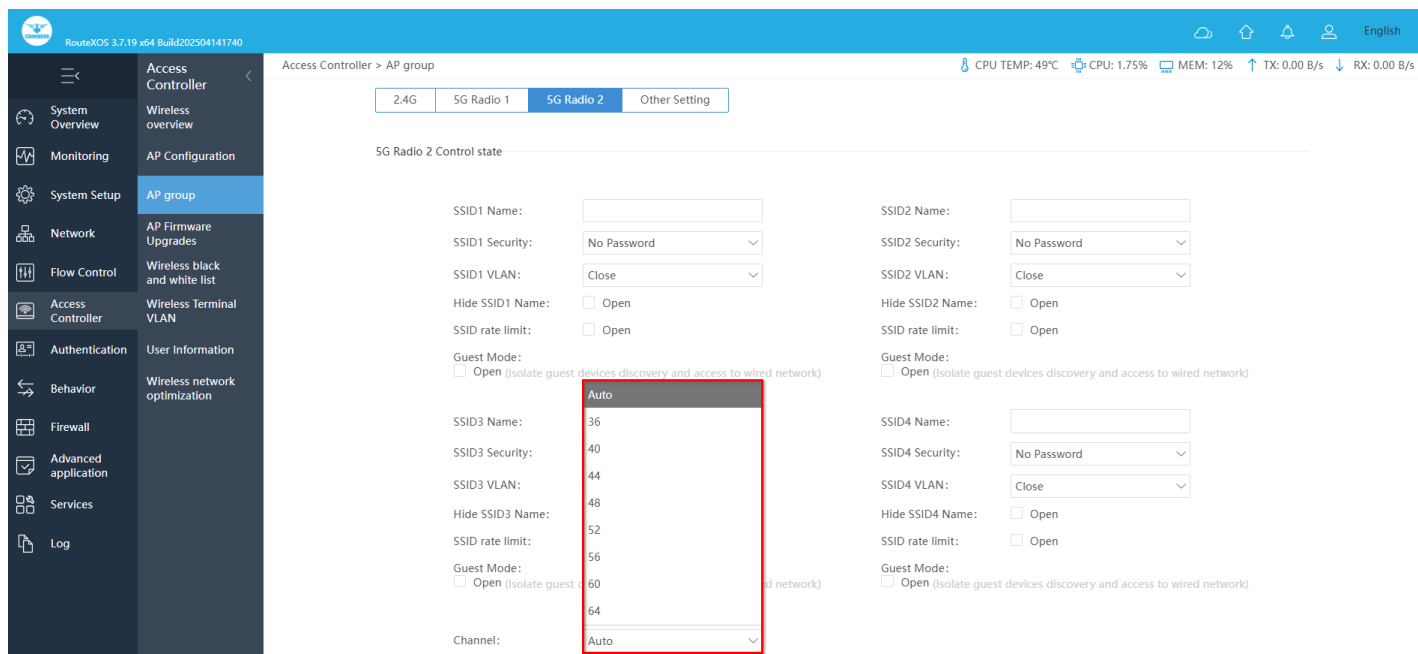 COMMANDO
RouteXOS 3.7.19 x64 Build202504141740
English
Access Controller > AP group
CPU TEMP: 49℃ CPU: 1.75% MEM: 12% TX: 0.00 B/s RX: 0.00 B/s
System Overview
Monitoring
System Setup
Network
Flow Control
Access Controller
Authentication
Behavior
Firewall
Advanced application
Services
Log
Access Controller
Wireless overview
AP Configuration
AP group
AP Firmware Upgrades
Wireless black and white list
Wireless Terminal VLAN
User Information
Wireless network optimization
2.4G 5G Radio 1 5G Radio 2 Other Setting
5G Radio 2 Control state
SSID1 Name:
SSID1 Security: No Password
SSID1 VLAN: Close
Hide SSID1 Name: Open
SSID rate limit: Open
Guest Mode:
Open (Isolate guest devices discovery and access to wired network)
SSID2 Name:
SSID2 Security: No Password
SSID2 VLAN: Close
Hide SSID2 Name: Open
SSID rate limit: Open
Guest Mode:
Open (Isolate guest devices discovery and access to wired network)
SSID3 Name:
SSID3 Security:
SSID3 VLAN:
Hide SSID3 Name:
SSID rate limit:
Guest Mode:
Open (Isolate guest d network)
SSID4 Name:
SSID4 Security: No Password
SSID4 VLAN: Close
Hide SSID4 Name: Open
SSID rate limit: Open
Guest Mode:
Open (Isolate guest devices discovery and access to wired network)
Auto
36
40
44
48
52
56
60
64
Channel: Auto